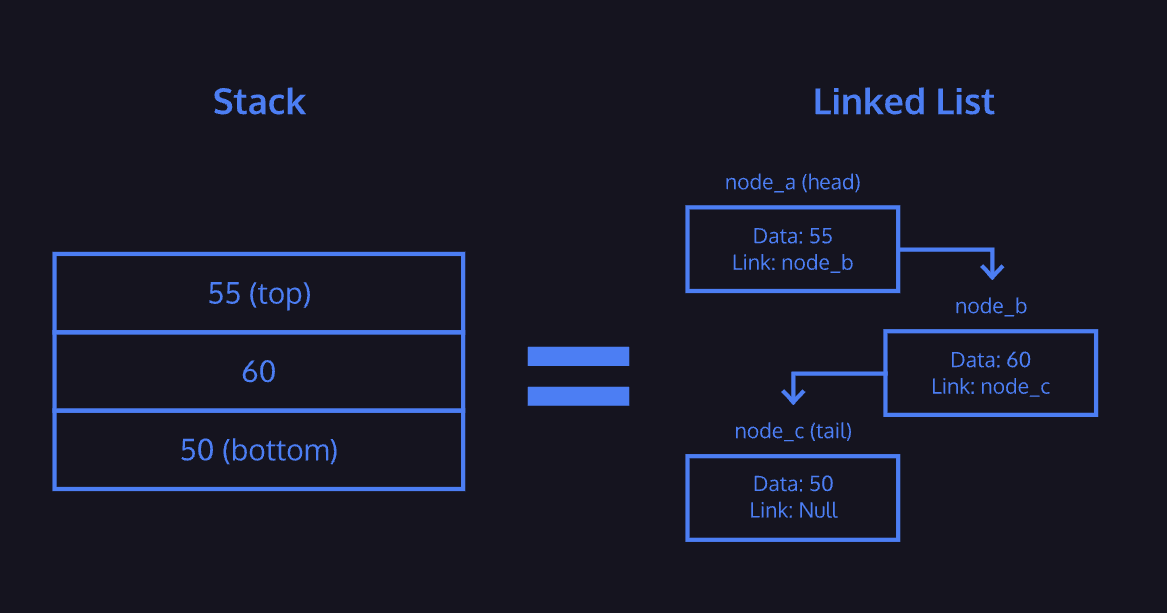 Stack
55 (top)
60
50 (bottom)
Linked List
node_a (head)
Data: 55
Link: node_b
node_b
Data: 60
Link: node_c
node_c (tail)
Data: 50
Link: Null